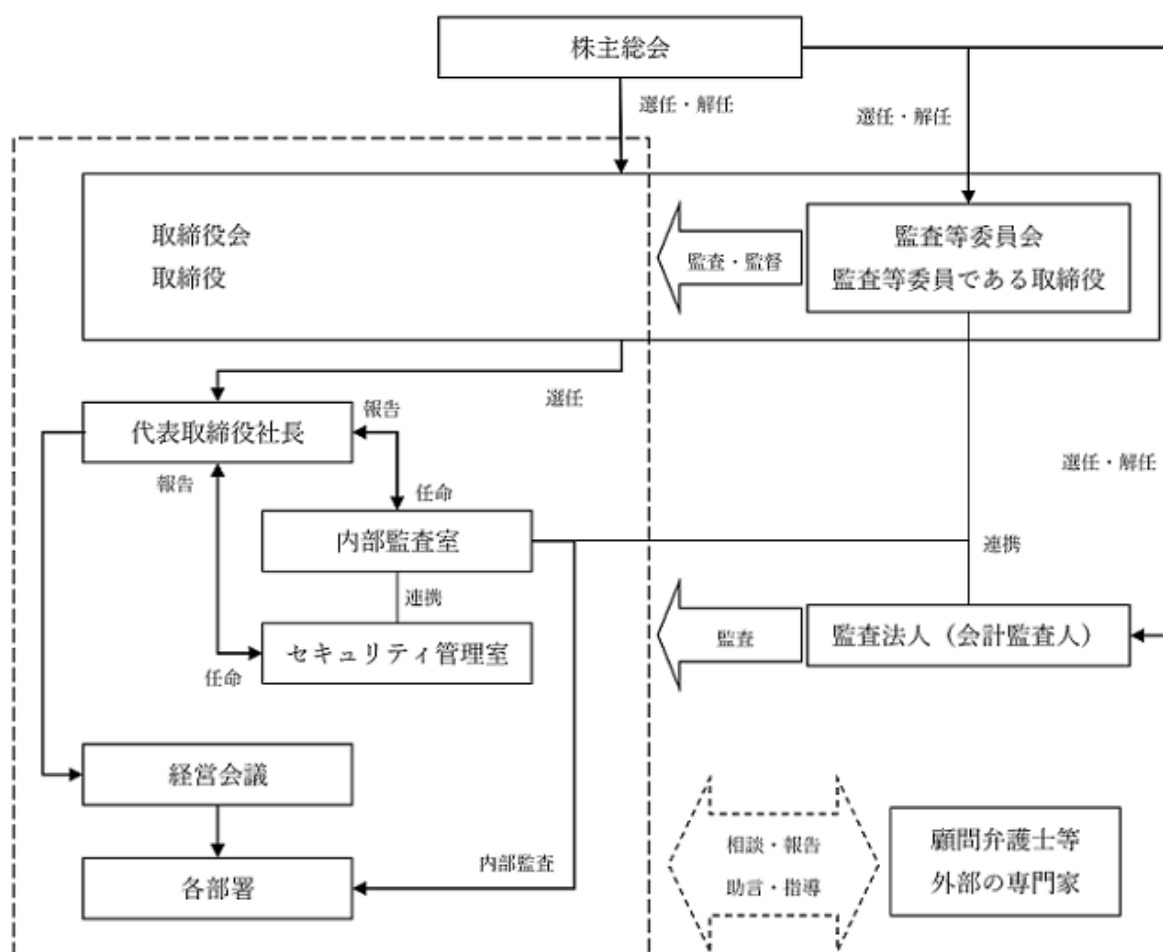 株主総会
選任・解任
選任・解任
取締役会
取締役
監査・監督
監査等委員会
監査等委員である取締役
選任
代表取締役社長
報告
報告
任命
選任・解任
内部監査室
連携
連携
セキュリティ管理室
任命
監査
監査法人（会計監査人）
経営会議
各部署
内部監査
相談・報告
助言・指導
顧問弁護士等
外部の専門家